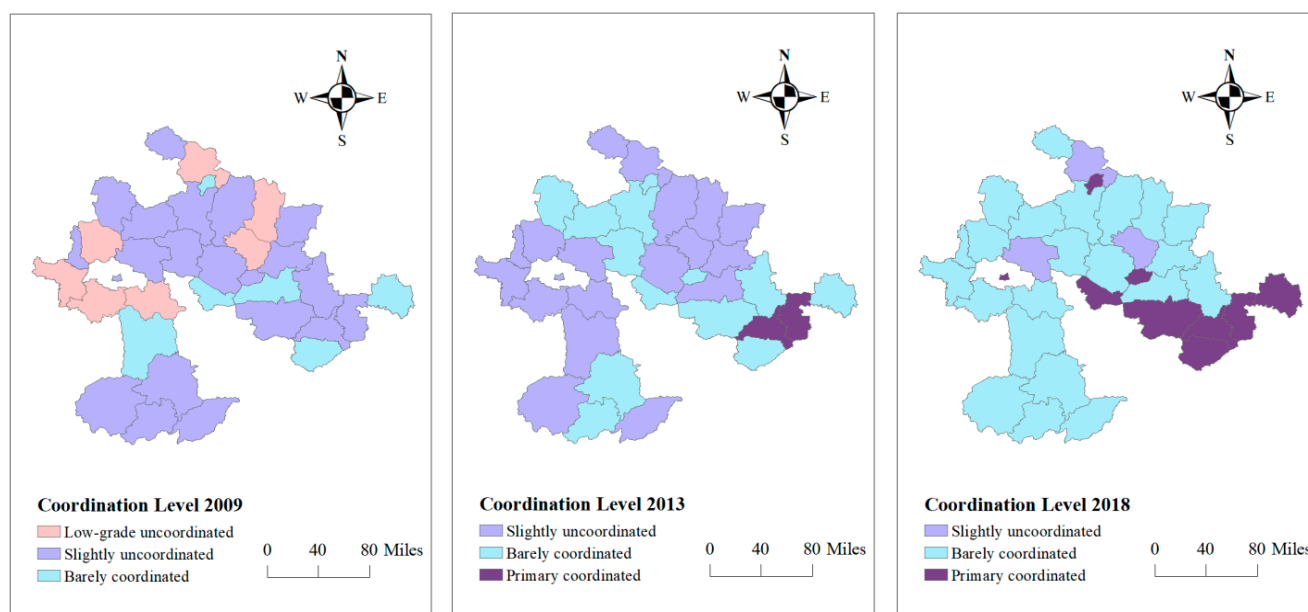 N
W E
S
Coordination Level 2009
Low-grade uncoordinated
Slightly uncoordinated
Barely coordinated
0 40 80 Miles
N
W E
S
Coordination Level 2013
Slightly uncoordinated
Barely coordinated
Primary coordinated
0 40 80 Miles
N
W E
S
Coordination Level 2018
Slightly uncoordinated
Barely coordinated
Primary coordinated
0 40 80 Miles